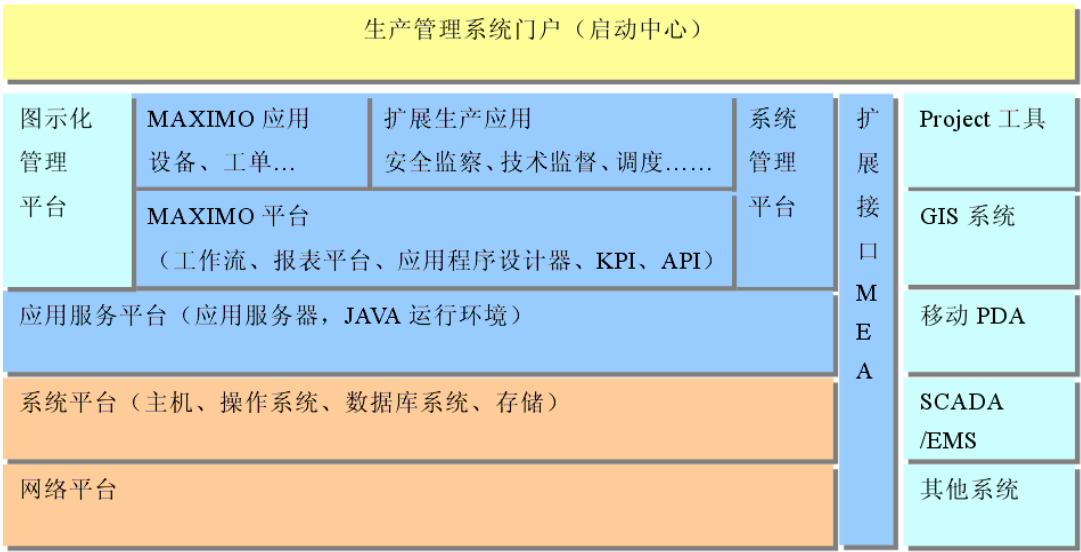 生产管理系统门户（启动中心）
图示化
管理
平台
MAXIMO 应用
设备、工单…
扩展生产应用
安全监察、技术监督、调度……
MAXIMO 平台
（工作流、报表平台、应用程序设计器、KPI、API）
系统
管理
平台
应用服务平台（应用服务器，JAVA 运行环境）
系统平台（主机、操作系统、数据库系统、存储）
网络平台
扩
展
接
口
M
E
A
Project 工具
GIS 系统
移动 PDA
SCADA
/EMS
其他系统